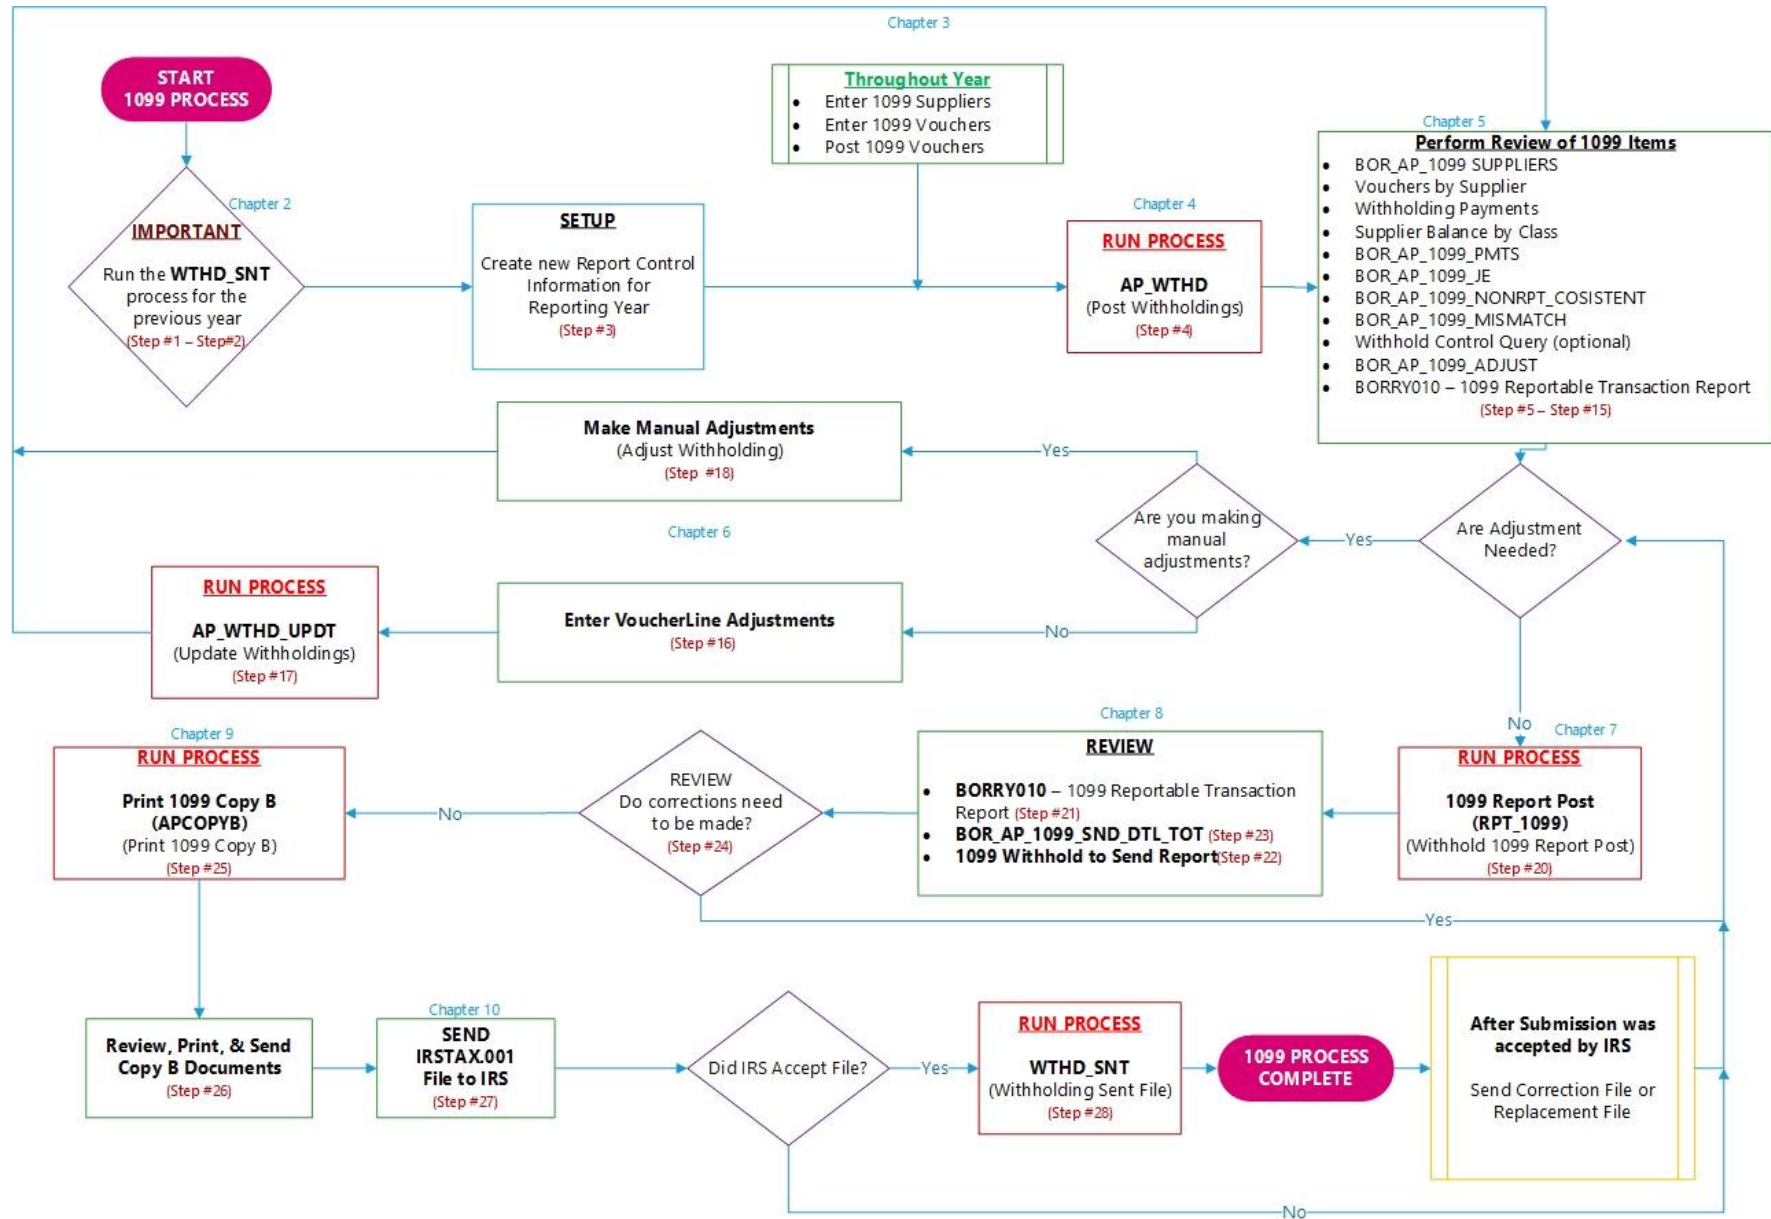 Chapter 3
START
1099 PROCESS
Throughout Year
• Enter 1099 Suppliers
• Enter 1099 Vouchers
• Post 1099 Vouchers
Chapter 2
IMPORTANT
Run the WTHD_SNT
process for the
previous year
(Step #1 – Step#2)
SETUP
Create new Report Control
Information for
Reporting Year
(Step #3)
Chapter 4
RUN PROCESS
AP_WTHD
(Post Withholdings)
(Step #4)
Chapter 5
Perform Review of 1099 Items
• BOR_AP_1099 SUPPLIERS
• Vouchers by Supplier
• Withholding Payments
• Supplier Balance by Class
• BOR_AP_1099_PMTS
• BOR_AP_1099_JE
• BOR_AP_1099_NONRPT_COSISTENT
• BOR_AP_1099_MISMATCH
• Withhold Control Query (optional)
• BOR_AP_1099_ADJUST
• BORRY010 – 1099 Reportable Transaction Report
(Step #5 – Step #15)
Make Manual Adjustments
(Adjust Withholding)
(Step #18)
Yes
Are you making
manual
adjustments?
Yes
Are Adjustment
Needed?
Chapter 6
RUN PROCESS
AP_WTHD_UPDT
(Update Withholdings)
(Step #17)
Enter VoucherLine Adjustments
(Step #16)
No
No
Chapter 7
RUN PROCESS
1099 Report Post
(RPT_1099)
(Withhold 1099 Report Post)
(Step #20)
Chapter 8
REVIEW
• BORRY010 – 1099 Reportable Transaction
Report (Step #21)
• BOR_AP_1099_SND_DTL_TOT (Step #23)
• 1099 Withhold to Send Report(Step #22)
REVIEW
Do corrections need
to be made?
(Step #24)
No
Yes
Chapter 9
RUN PROCESS
Print 1099 Copy B
(APCOPYB)
(Print 1099 Copy B)
(Step #25)
Review, Print, & Send
Copy B Documents
(Step #26)
Chapter 10
SEND
IRSTAX.001
File to IRS
(Step #27)
Did IRS Accept File?
Yes
RUN PROCESS
WTHD_SNT
(Withholding Sent File)
(Step #28)
1099 PROCESS
COMPLETE
After Submission was
accepted by IRS
Send Correction File or
Replacement File
No